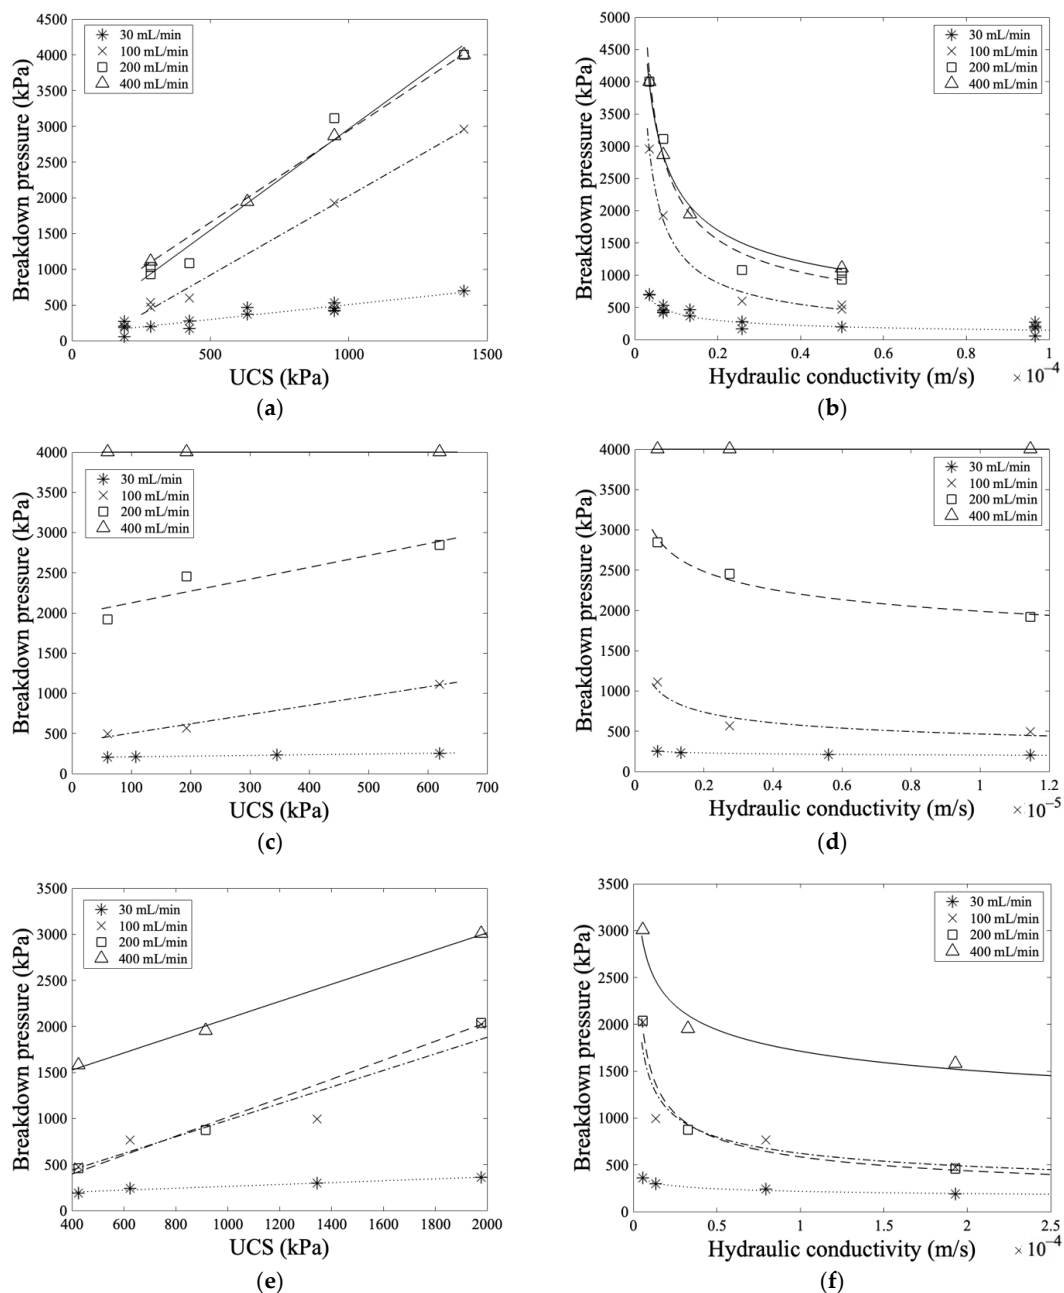 4500
4000
3500
3000
2500
2000
1500
1000
500
0
Breakdown pressure (kPa)
30 mL/min
100 mL/min
200 mL/min
400 mL/min
0 500 1000 1500
UCS (kPa)
(a)
5000
4500
4000
3500
3000
2500
2000
1500
1000
500
0
Breakdown pressure (kPa)
30 mL/min
100 mL/min
200 mL/min
400 mL/min
0 0.2 0.4 0.6 0.8 1
Hydraulic conductivity (m/s) × 10⁻⁴
(b)
4000
3500
3000
2500
2000
1500
1000
500
0
Breakdown pressure (kPa)
30 mL/min
100 mL/min
200 mL/min
400 mL/min
0 100 200 300 400 500 600 700
UCS (kPa)
(c)
4000
3500
3000
2500
2000
1500
1000
500
0
Breakdown pressure (kPa)
30 mL/min
100 mL/min
200 mL/min
400 mL/min
0 0.2 0.4 0.6 0.8 1 1.2
Hydraulic conductivity (m/s) × 10⁻⁵
(d)
3500
3000
2500
2000
1500
1000
500
0
Breakdown pressure (kPa)
30 mL/min
100 mL/min
200 mL/min
400 mL/min
400 600 800 1000 1200 1400 1600 1800 2000
UCS (kPa)
(e)
3500
3000
2500
2000
1500
1000
500
0
Breakdown pressure (kPa)
30 mL/min
100 mL/min
200 mL/min
400 mL/min
0 0.5 1 1.5 2 2.5
Hydraulic conductivity (m/s) × 10⁻⁴
(f)